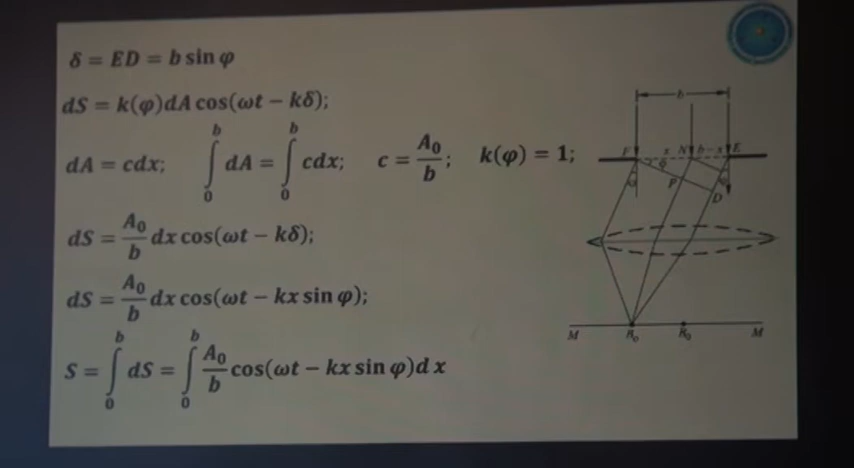 δ = ED = b sin φ
dS = k(φ)dA cos(ωt − kδ);
dA = cdx; ∫₀ᵇ dA = ∫₀ᵇ cdx; c = A₀/b; k(φ) = 1;
dS = A₀/b dx cos(ωt − kδ);
dS = A₀/b dx cos(ωt − kx sin φ);
S = ∫₀ᵇ dS = ∫₀ᵇ A₀/b cos(ωt − kx sin φ)d x
b
F x N b − x E
φ
P
D
M B₀ M